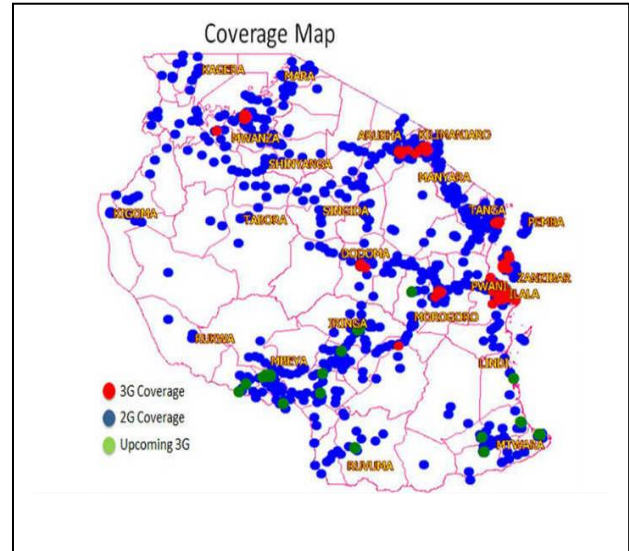 Coverage Map
KAGERA
MARA
MWANZA
ARUSHA
KILIMANJARO
SHINYANGA
MANYARA
KIGOMA
TABORA
SINGIDA
TANGA
PEMBA
DODOMA
ZANZIBAR
PWANI
ILALA
MOROGORO
IRINGA
RUKWA
MBEYA
LINDI
3G Coverage
2G Coverage
Upcoming 3G
MTWARA
RUVUMA